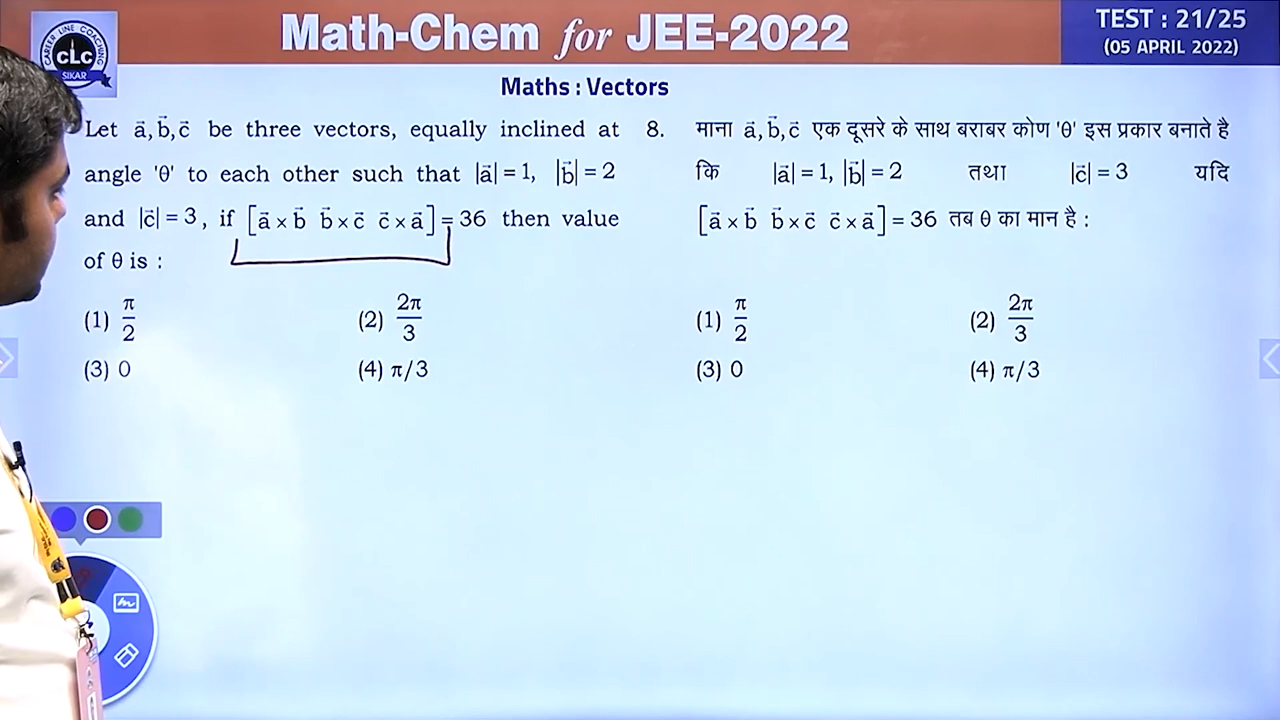 CAREER LINE COACHING
CLC
SIKAR
Math-Chem for JEE-2022
TEST : 21/25
(05 APRIL 2022)
Maths : Vectors
Let a⃗, b⃗, c⃗ be three vectors, equally inclined at
angle 'θ' to each other such that |a⃗| = 1, |b⃗| = 2
and |c⃗| = 3, if [a⃗ × b⃗ b⃗ × c⃗ c⃗ × a⃗] = 36 then value
of θ is :
(1) π/2 (2) 2π/3
(3) 0 (4) π/3
8. माना a⃗, b⃗, c⃗ एक दूसरे के साथ बराबर कोण 'θ' इस प्रकार बनाते है
कि |a⃗| = 1, |b⃗| = 2 तथा |c⃗| = 3 यदि
[a⃗ × b⃗ b⃗ × c⃗ c⃗ × a⃗] = 36 तब θ का मान है :
(1) π/2 (2) 2π/3
(3) 0 (4) π/3